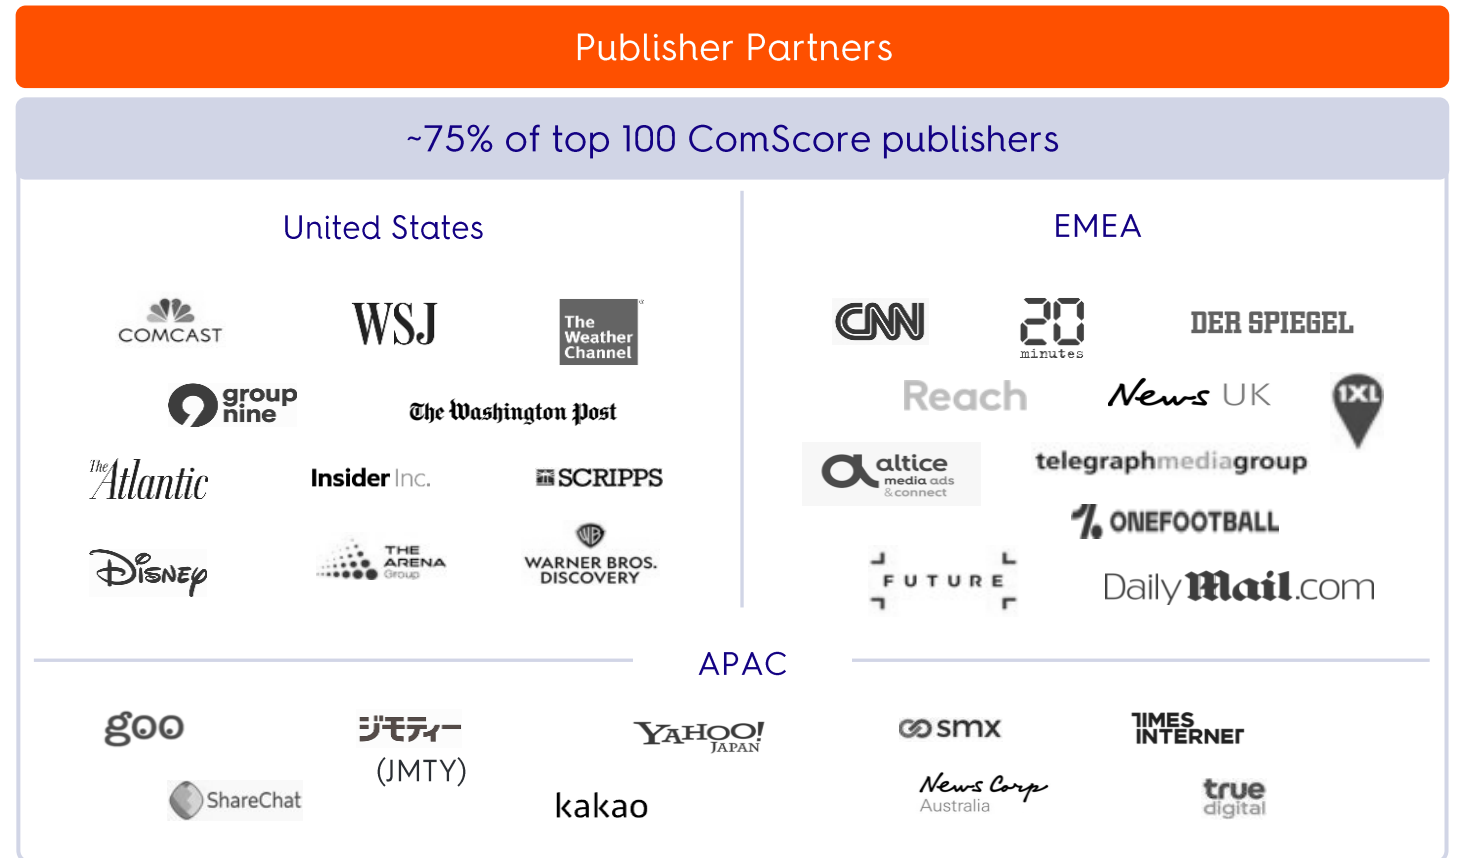 Publisher Partners
~75% of top 100 ComScore publishers
United States
COMCAST
WSJ
The
Weather
Channel
group
nine
The Washington Post
The Atlantic
Insider Inc.
SCRIPPS
Disney
THE
ARENA
Group
WB
WARNER BROS.
DISCOVERY
EMEA
CNN
20
minutes
DER SPIEGEL
Reach
News UK
1XL
altice
media ads
& connect
telegraphmediagroup
ONEFOOTBALL
FUTURE
DailyMail.com
APAC
goo
ジモティー
(JMTY)
YAHOO!
JAPAN
smx
TIMES
INTERNET
ShareChat
kakao
News Corp
Australia
true
digital